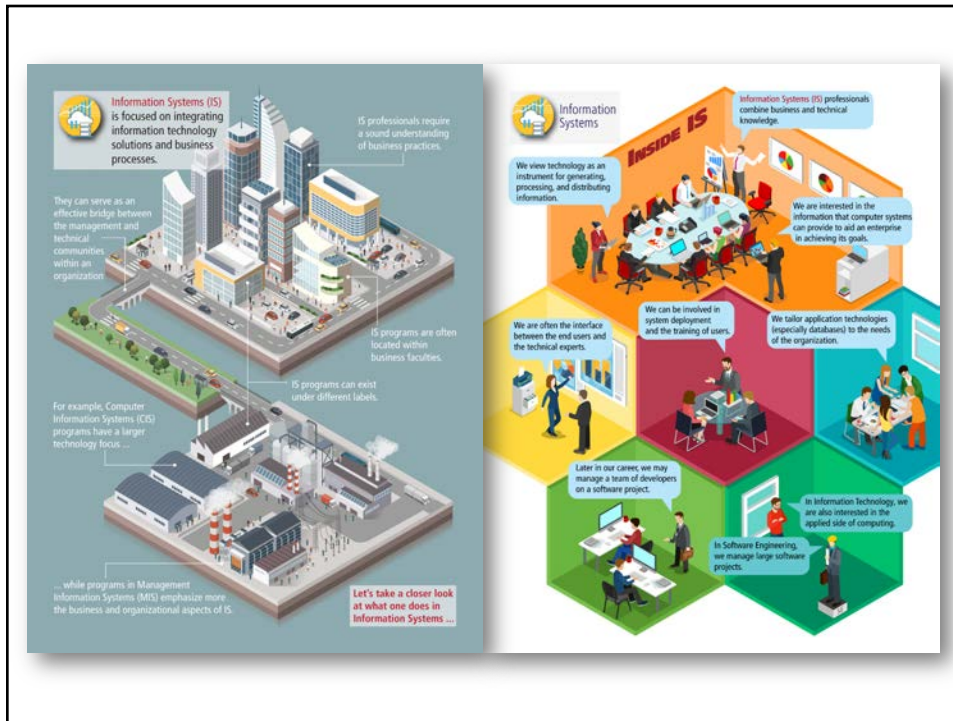 Information Systems (IS)
is focused on integrating
information technology
solutions and business
processes.
IS professionals require
a sound understanding
of business practices.
They can serve as an
effective bridge between
the management and
technical
communities
within an
organization
IS programs are often
located within
business faculties.
IS programs can exist
under different labels.
For example, Computer
Information Systems (CIS)
programs have a larger
technology focus ...
... while programs in Management
Information Systems (MIS) emphasize more
the business and organizational aspects of IS.
Let's take a closer look
at what one does in
Information Systems ...
Information
Systems
INSIDE IS
Information Systems (IS) professionals
combine business and technical
knowledge.
We view technology as an
instrument for generating,
processing, and distributing
information.
We are interested in the
information that computer systems
can provide to aid an enterprise
in achieving its goals.
We are often the interface
between the end users and
the technical experts.
We can be involved in
system deployment
and the training of users.
We tailor application technologies
(especially databases) to the needs
of the organization.
Later in our career, we may
manage a team of developers
on a software project.
In Information Technology, we
are also interested in the
applied side of computing.
In Software Engineering,
we manage large software
projects.